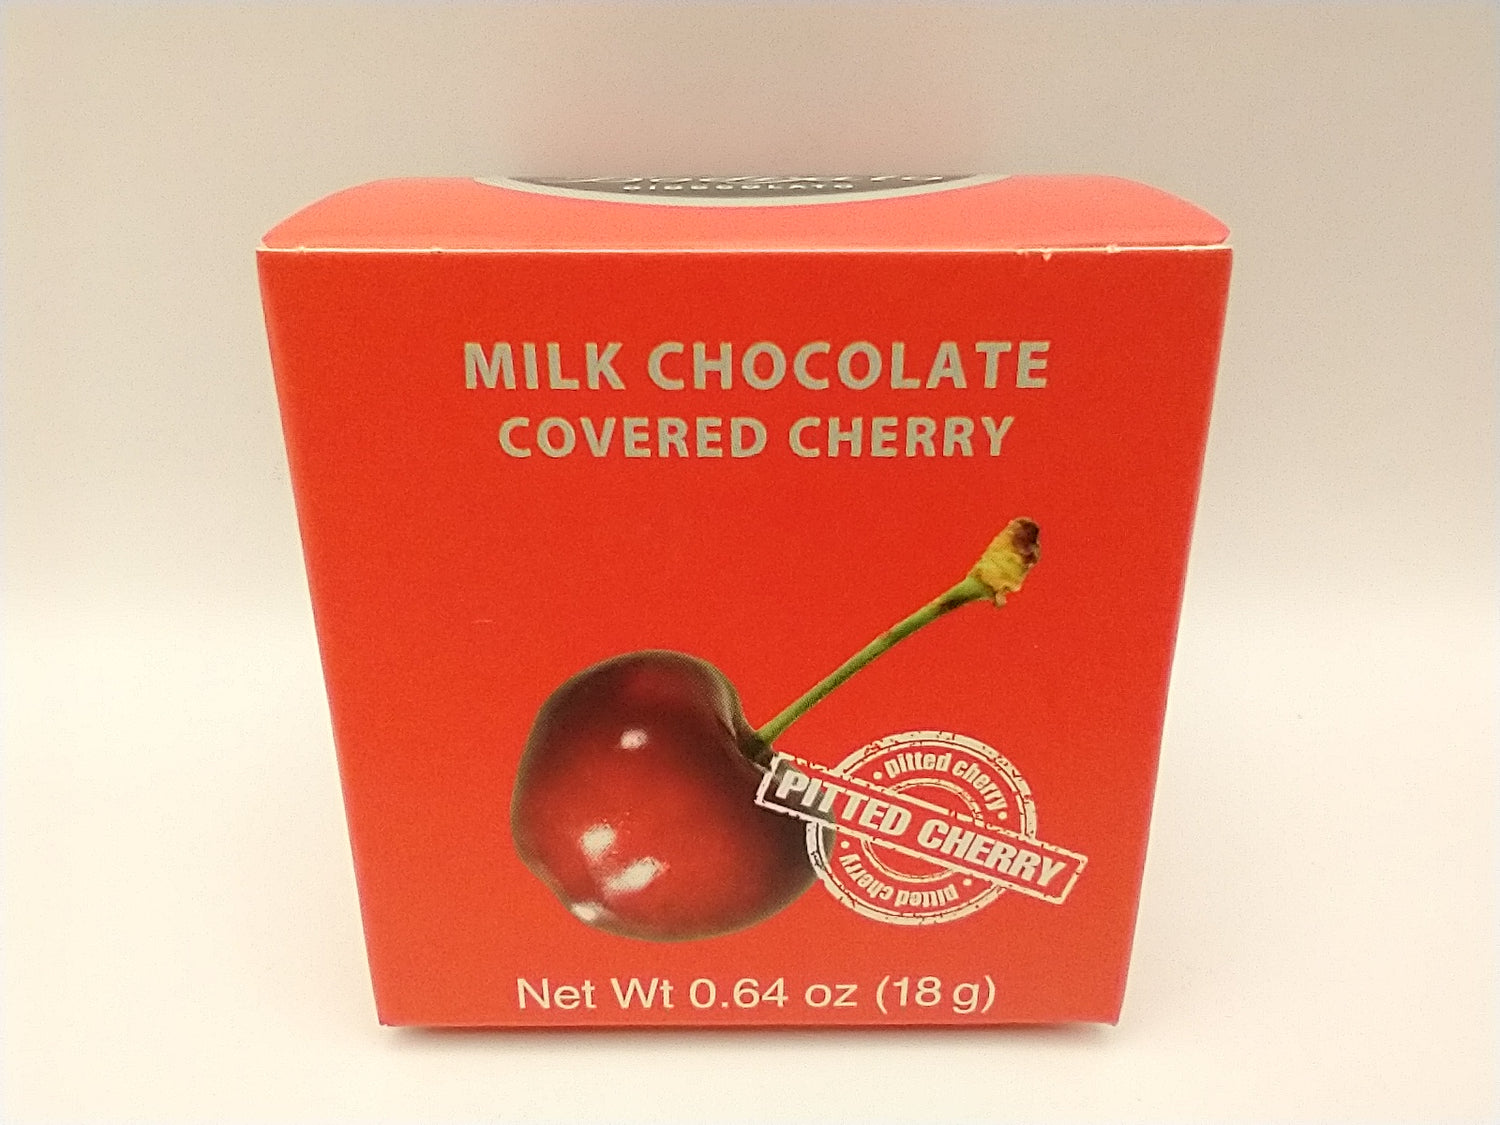 MILK CHOCOLATE
COVERED CHERRY
pitted cherry
PITTED CHERRY
pitted cherry
Net Wt 0.64 oz (18 g)